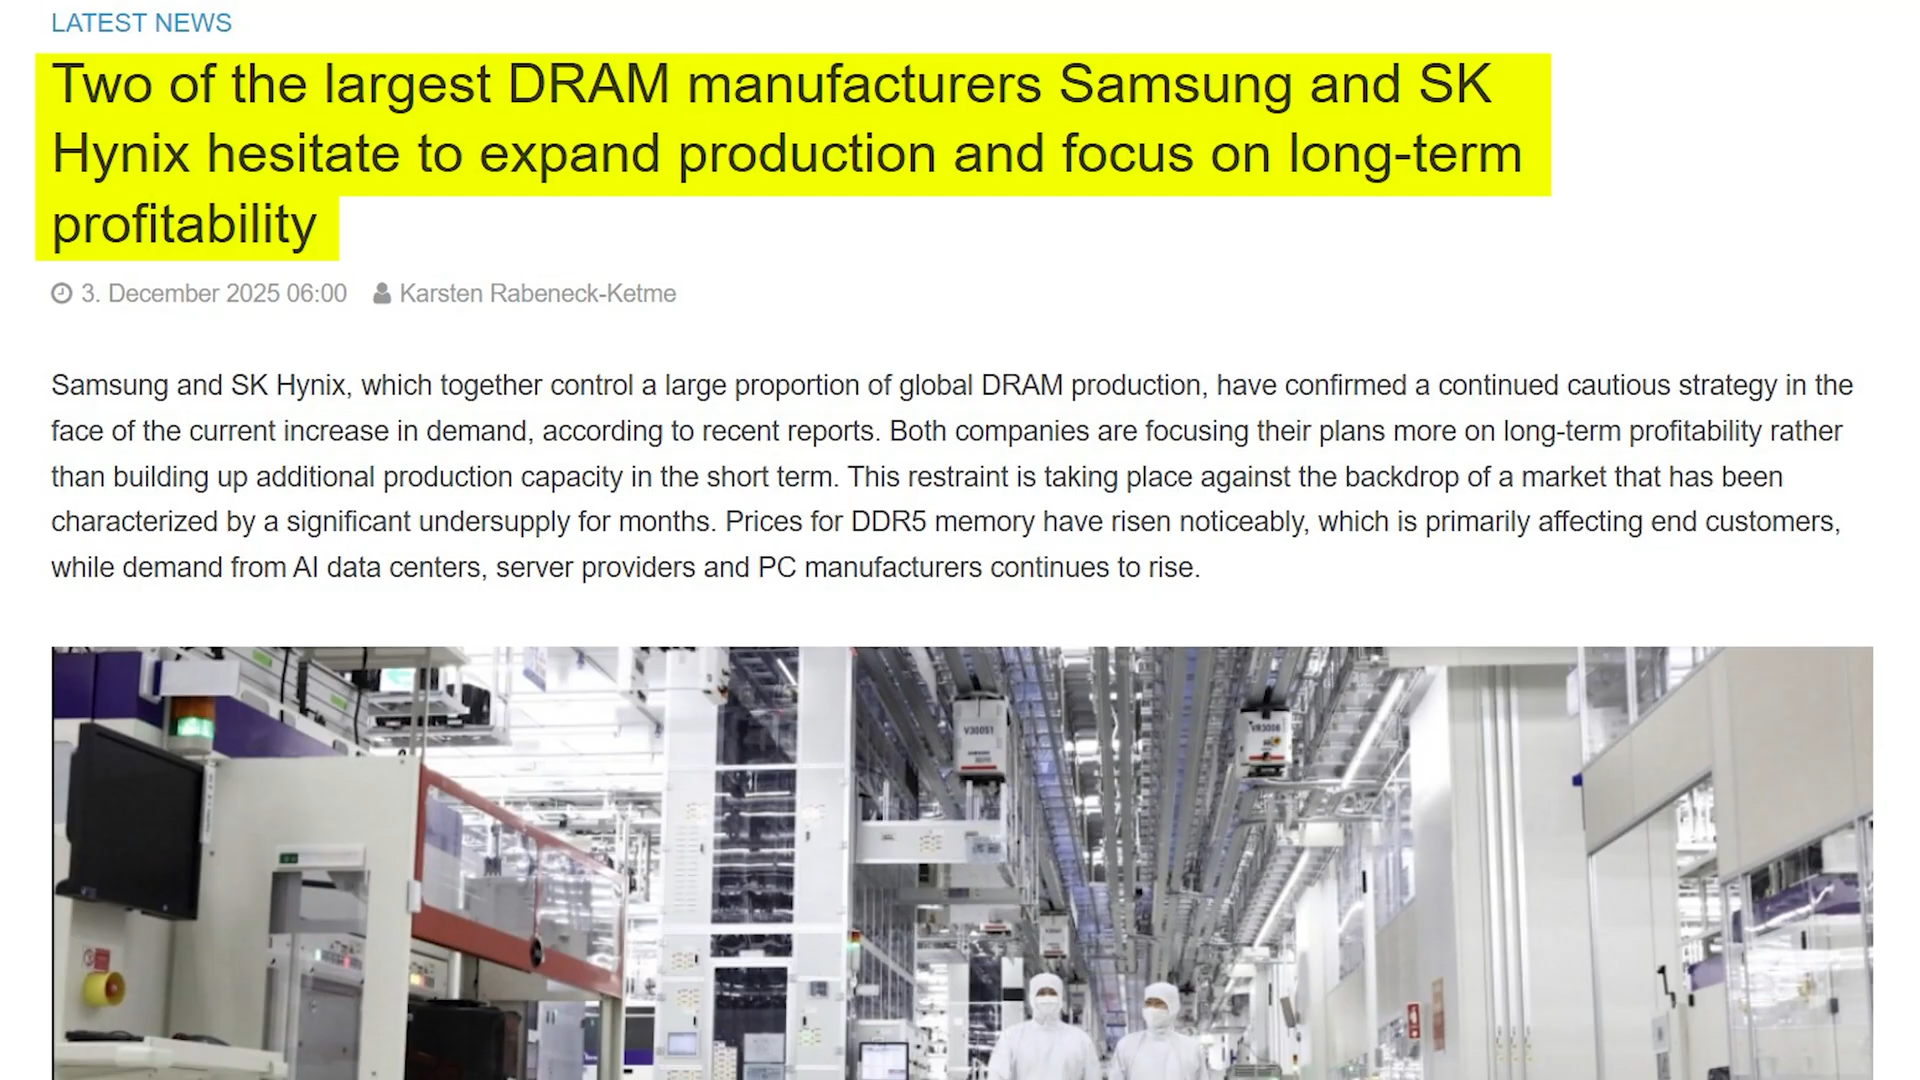 LATEST NEWS
Two of the largest DRAM manufacturers Samsung and SK
Hynix hesitate to expand production and focus on long-term
profitability
3. December 2025 06:00 Karsten Rabeneck-Ketme
Samsung and SK Hynix, which together control a large proportion of global DRAM production, have confirmed a continued cautious strategy in the
face of the current increase in demand, according to recent reports. Both companies are focusing their plans more on long-term profitability rather
than building up additional production capacity in the short term. This restraint is taking place against the backdrop of a market that has been
characterized by a significant undersupply for months. Prices for DDR5 memory have risen noticeably, which is primarily affecting end customers,
while demand from AI data centers, server providers and PC manufacturers continues to rise.